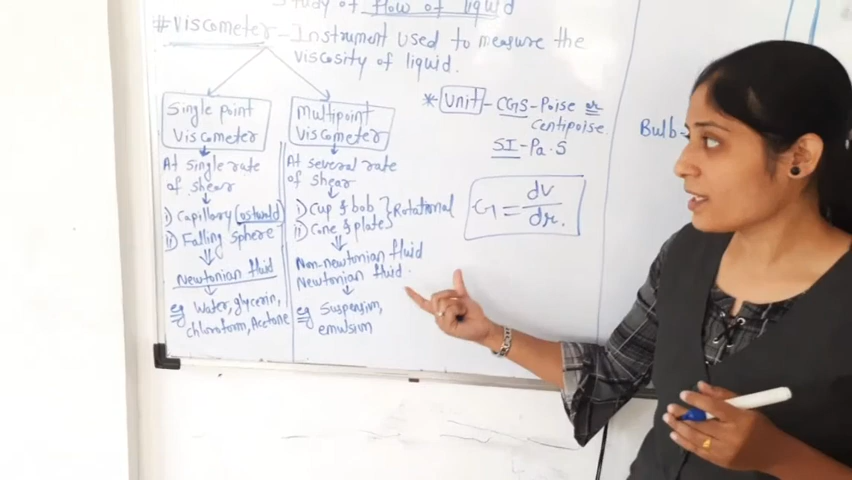 Study of flow of liquid
#Viscometer - Instrument used to measure the
viscosity of liquid.
Single point
Viscometer
At single rate
of shear
i) Capillary (ostwald)
ii) Falling sphere
Newtonian fluid
eg Water, glycerin,
chloroform, Acetone
Multipoint
Viscometer
At several rate
of shear
i) Cup & bob } Rotational
ii) Cone & plate
Non-newtonian fluid
Newtonian fluid.
eg Suspension,
emulsion
* Unit - CGS - Poise or
Centipoise.
SI - Pa.S
G = dv
dr.
Bulb-